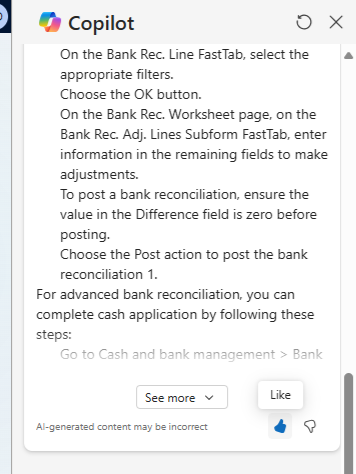 Copilot
On the Bank Rec. Line FastTab, select the
appropriate filters.
Choose the OK button.
On the Bank Rec. Worksheet page, on the
Bank Rec. Adj. Lines Subform FastTab, enter
information in the remaining fields to make
adjustments.
To post a bank reconciliation, ensure the
value in the Difference field is zero before
posting.
Choose the Post action to post the bank
reconciliation 1.
For advanced bank reconciliation, you can
complete cash application by following these
steps:
Go to Cash and bank management > Bank
See more
Like
AI-generated content may be incorrect